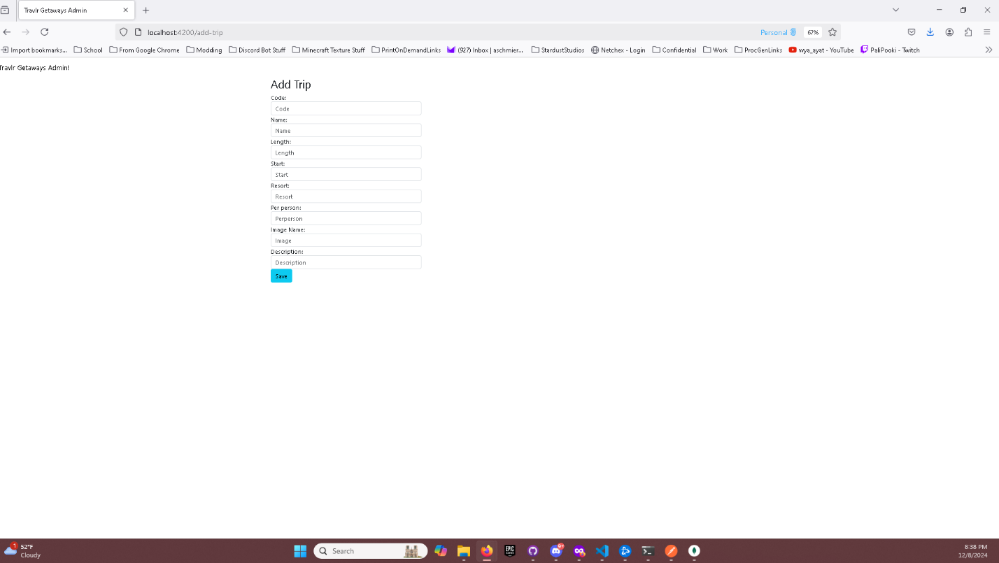 Travlr Getaways Admin
localhost:4200/add-trip
Personal
67%
Import bookmarks... School From Google Chrome Modding Discord Bot Stuff Minecraft Texture Stuff PrintOnDemandLinks (927) Inbox | aschmier... StardustStudios Netchex - Login Confidential Work ProcGenLinks wya_ayat - YouTube PaliPooki - Twitch
Travlr Getaways Admin!
Add Trip
Code:
Code
Name:
Name
Length:
Length
Start:
Start
Resort:
Resort
Per person:
Perperson
Image Name:
Image
Description:
Description
Save
1
52°F
Cloudy
Search
EPIC
GAMES
9+
8:38 PM
12/8/2024